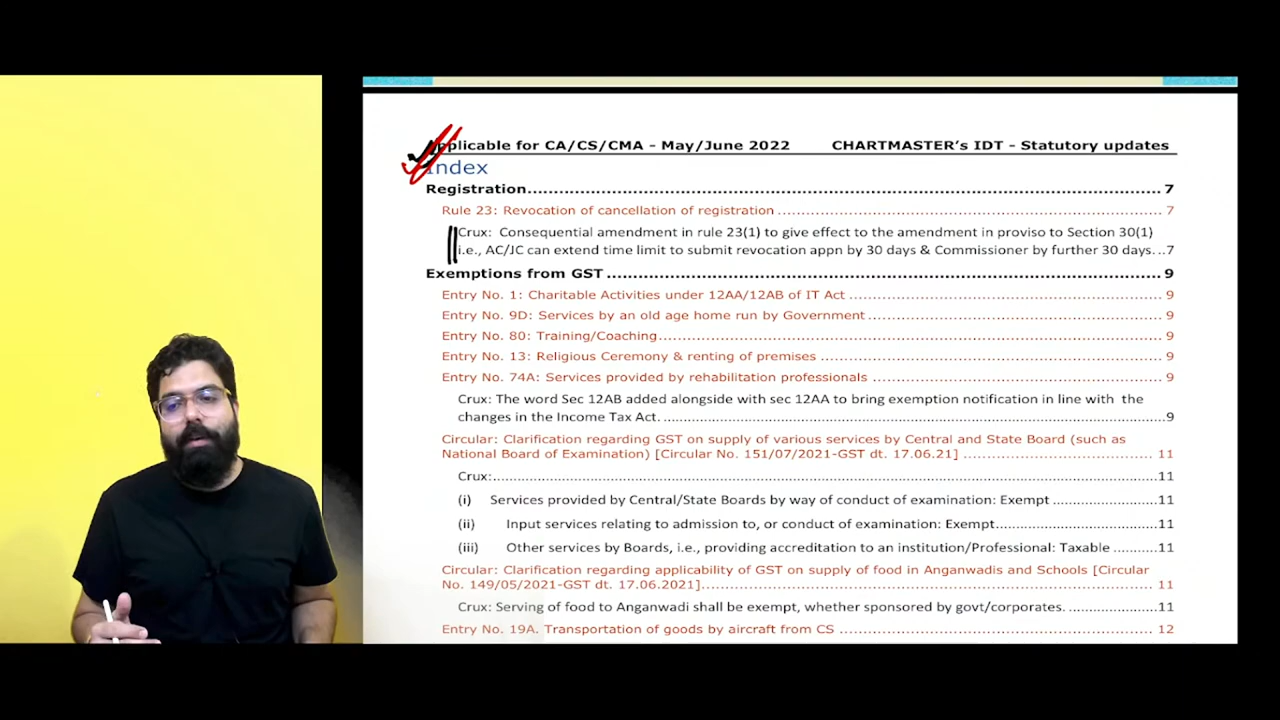 Applicable for CA/CS/CMA - May/June 2022 CHARTMASTER's IDT - Statutory updates
Index
Registration 7
Rule 23: Revocation of cancellation of registration 7
Crux: Consequential amendment in rule 23(1) to give effect to the amendment in proviso to Section 30(1)
i.e., AC/JC can extend time limit to submit revocation appn by 30 days & Commissioner by further 30 days...7
Exemptions from GST 9
Entry No. 1: Charitable Activities under 12AA/12AB of IT Act 9
Entry No. 9D: Services by an old age home run by Government 9
Entry No. 80: Training/Coaching 9
Entry No. 13: Religious Ceremony & renting of premises 9
Entry No. 74A: Services provided by rehabilitation professionals 9
Crux: The word Sec 12AB added alongside with sec 12AA to bring exemption notification in line with the
changes in the Income Tax Act. 9
Circular: Clarification regarding GST on supply of various services by Central and State Board (such as
National Board of Examination) [Circular No. 151/07/2021-GST dt. 17.06.21] 11
Crux: 11
(i) Services provided by Central/State Boards by way of conduct of examination: Exempt 11
(ii) Input services relating to admission to, or conduct of examination: Exempt 11
(iii) Other services by Boards, i.e., providing accreditation to an institution/Professional: Taxable 11
Circular: Clarification regarding applicability of GST on supply of food in Anganwadis and Schools [Circular
No. 149/05/2021-GST dt. 17.06.2021] 11
Crux: Serving of food to Anganwadi shall be exempt, whether sponsored by govt/corporates. 11
Entry No. 19A. Transportation of goods by aircraft from CS 12